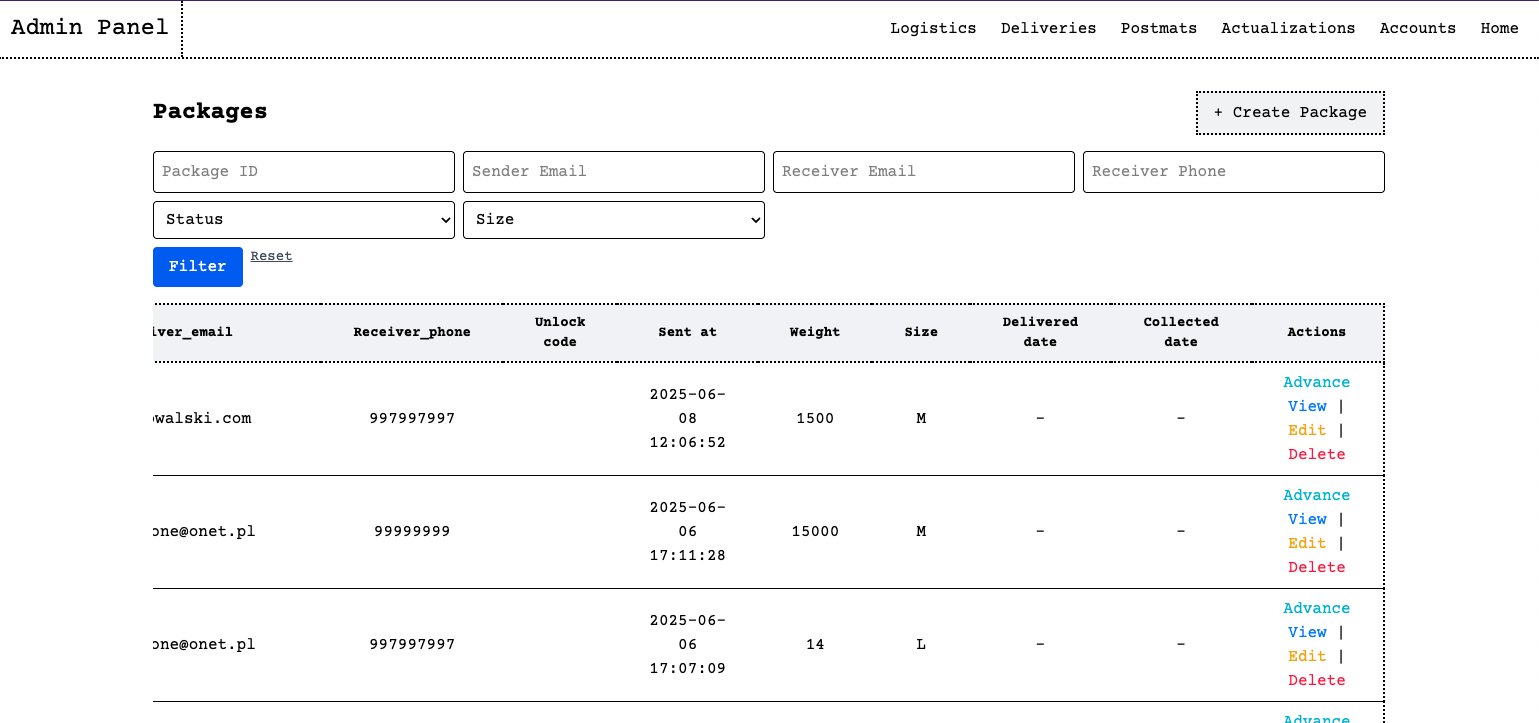 Admin Panel
Logistics Deliveries Postmats Actualizations Accounts Home
Packages
+ Create Package
Package ID
Sender Email
Receiver Email
Receiver Phone
Status
Size
Filter
Reset
iver_email Receiver_phone Unlock code Sent at Weight Size Delivered date Collected date Actions
owalski.com 997997997 2025-06-08 12:06:52 1500 M - -
Advance
View |
Edit |
Delete
one@onet.pl 99999999 2025-06-06 17:11:28 15000 M - -
Advance
View |
Edit |
Delete
one@onet.pl 997997997 2025-06-06 17:07:09 14 L - -
Advance
View |
Edit |
Delete
Advance